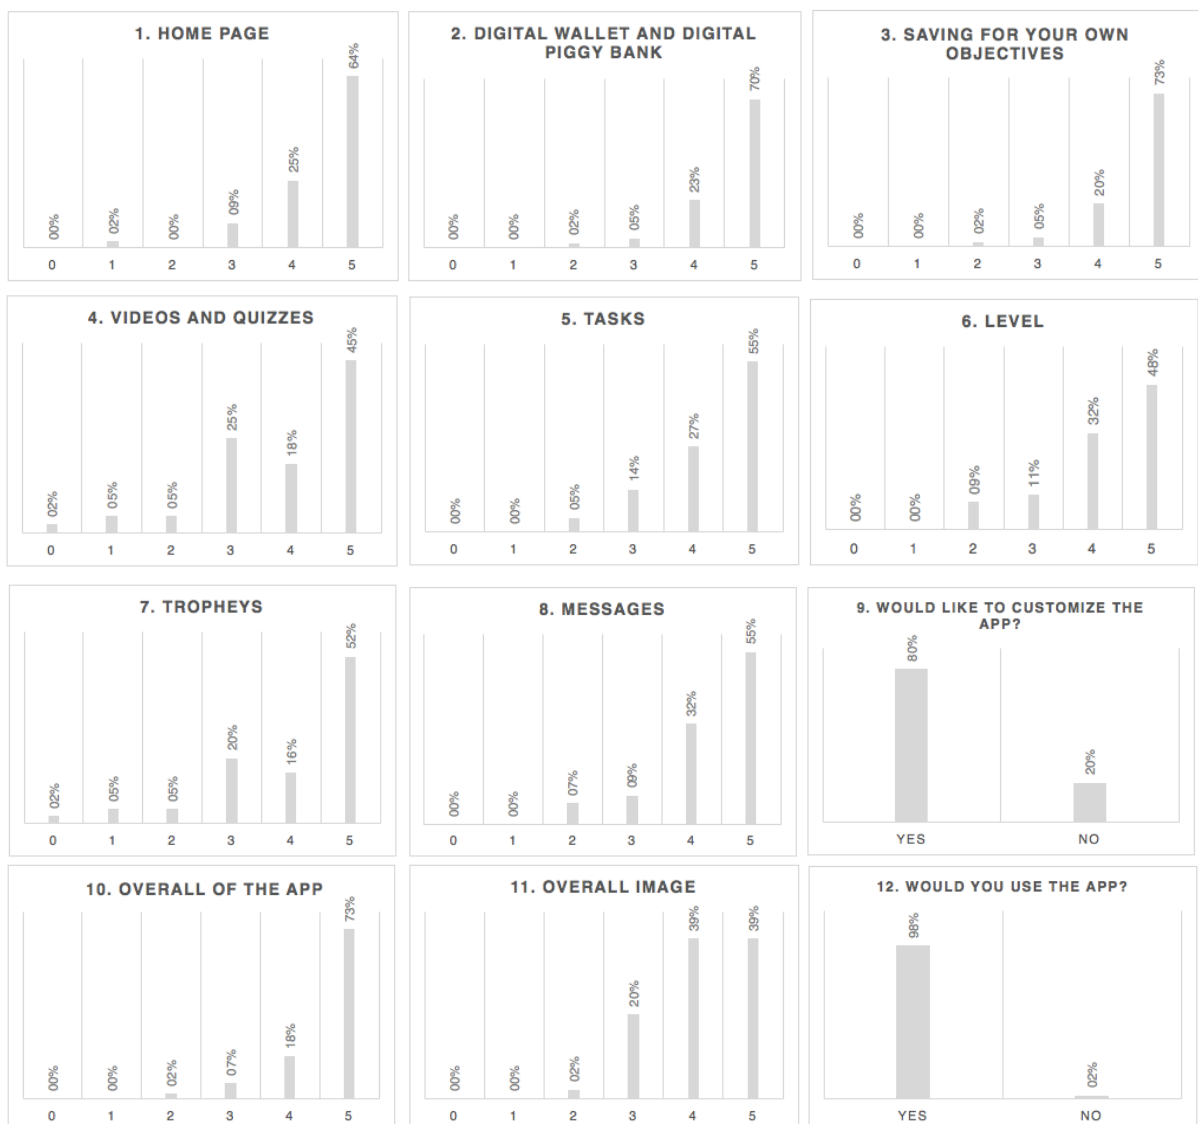 1. HOME PAGE
00% 02% 00% 09% 25% 64%
0 1 2 3 4 5
2. DIGITAL WALLET AND DIGITAL
PIGGY BANK
00% 00% 02% 05% 23% 70%
0 1 2 3 4 5
3. SAVING FOR YOUR OWN
OBJECTIVES
00% 00% 02% 05% 20% 73%
0 1 2 3 4 5
4. VIDEOS AND QUIZZES
02% 05% 05% 25% 18% 45%
0 1 2 3 4 5
5. TASKS
00% 00% 05% 14% 27% 55%
0 1 2 3 4 5
6. LEVEL
00% 00% 09% 11% 32% 48%
0 1 2 3 4 5
7. TROPHEYS
02% 05% 05% 20% 16% 52%
0 1 2 3 4 5
8. MESSAGES
00% 00% 07% 09% 32% 55%
0 1 2 3 4 5
9. WOULD LIKE TO CUSTOMIZE THE
APP?
80% 20%
YES NO
10. OVERALL OF THE APP
00% 00% 02% 07% 18% 73%
0 1 2 3 4 5
11. OVERALL IMAGE
00% 00% 02% 20% 39% 39%
0 1 2 3 4 5
12. WOULD YOU USE THE APP?
98% 02%
YES NO